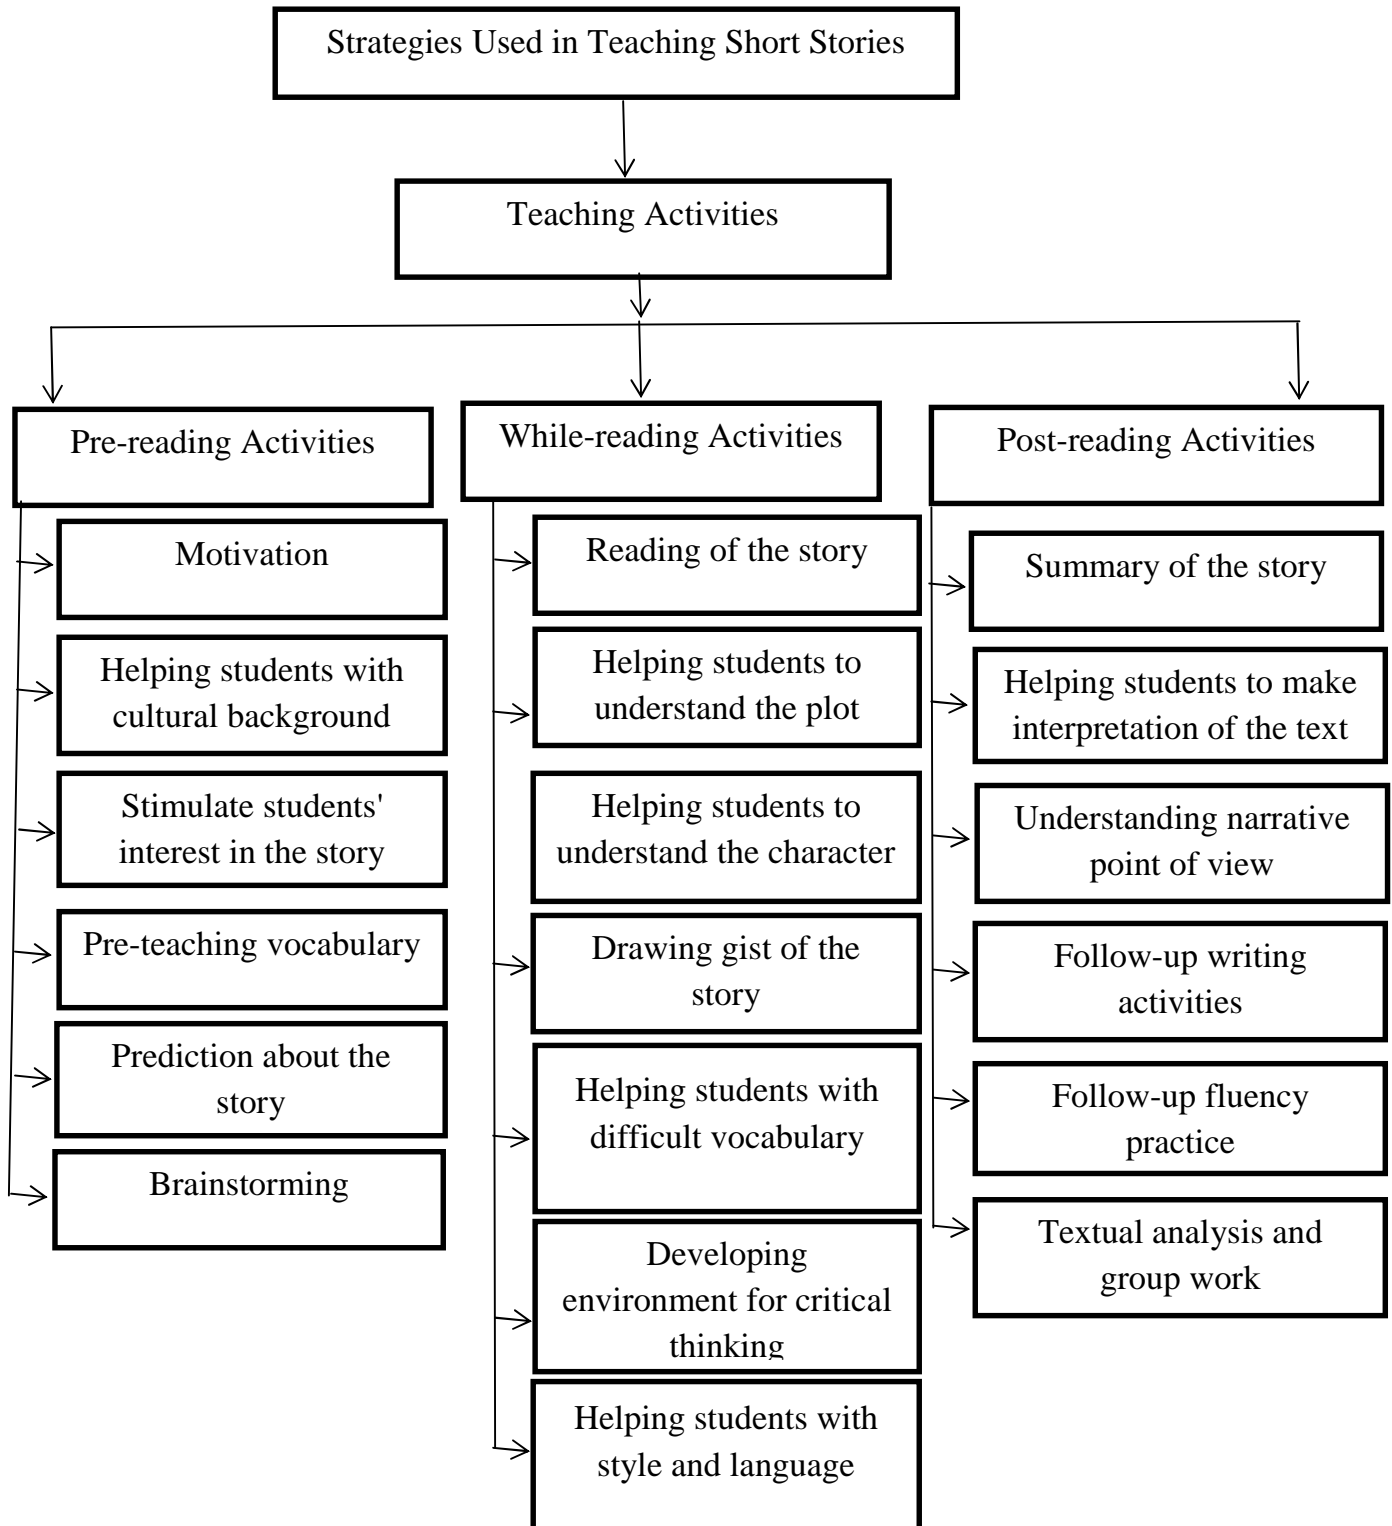 Strategies Used in Teaching Short Stories
Teaching Activities
Pre-reading Activities
Motivation
Helping students with
cultural background
Stimulate students'
interest in the story
Pre-teaching vocabulary
Prediction about the
story
Brainstorming
While-reading Activities
Reading of the story
Helping students to
understand the plot
Helping students to
understand the character
Drawing gist of the
story
Helping students with
difficult vocabulary
Developing
environment for critical
thinking
Helping students with
style and language
Post-reading Activities
Summary of the story
Helping students to make
interpretation of the text
Understanding narrative
point of view
Follow-up writing
activities
Follow-up fluency
practice
Textual analysis and
group work